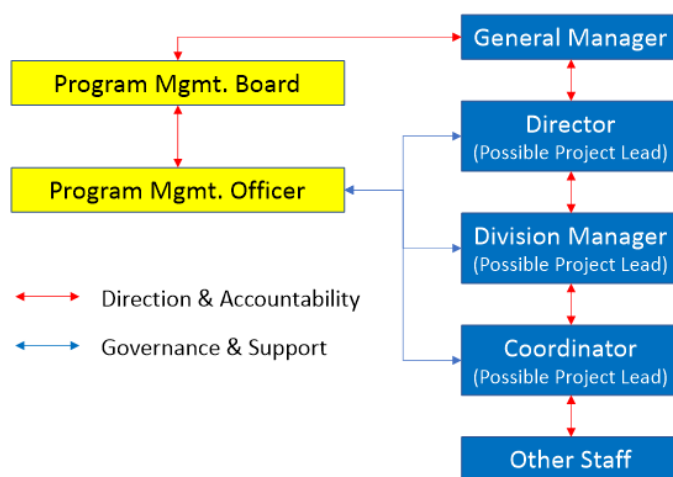 General Manager
Program Mgmt. Board
Director
(Possible Project Lead)
Program Mgmt. Officer
Division Manager
(Possible Project Lead)
Direction & Accountability
Governance & Support
Coordinator
(Possible Project Lead)
Other Staff